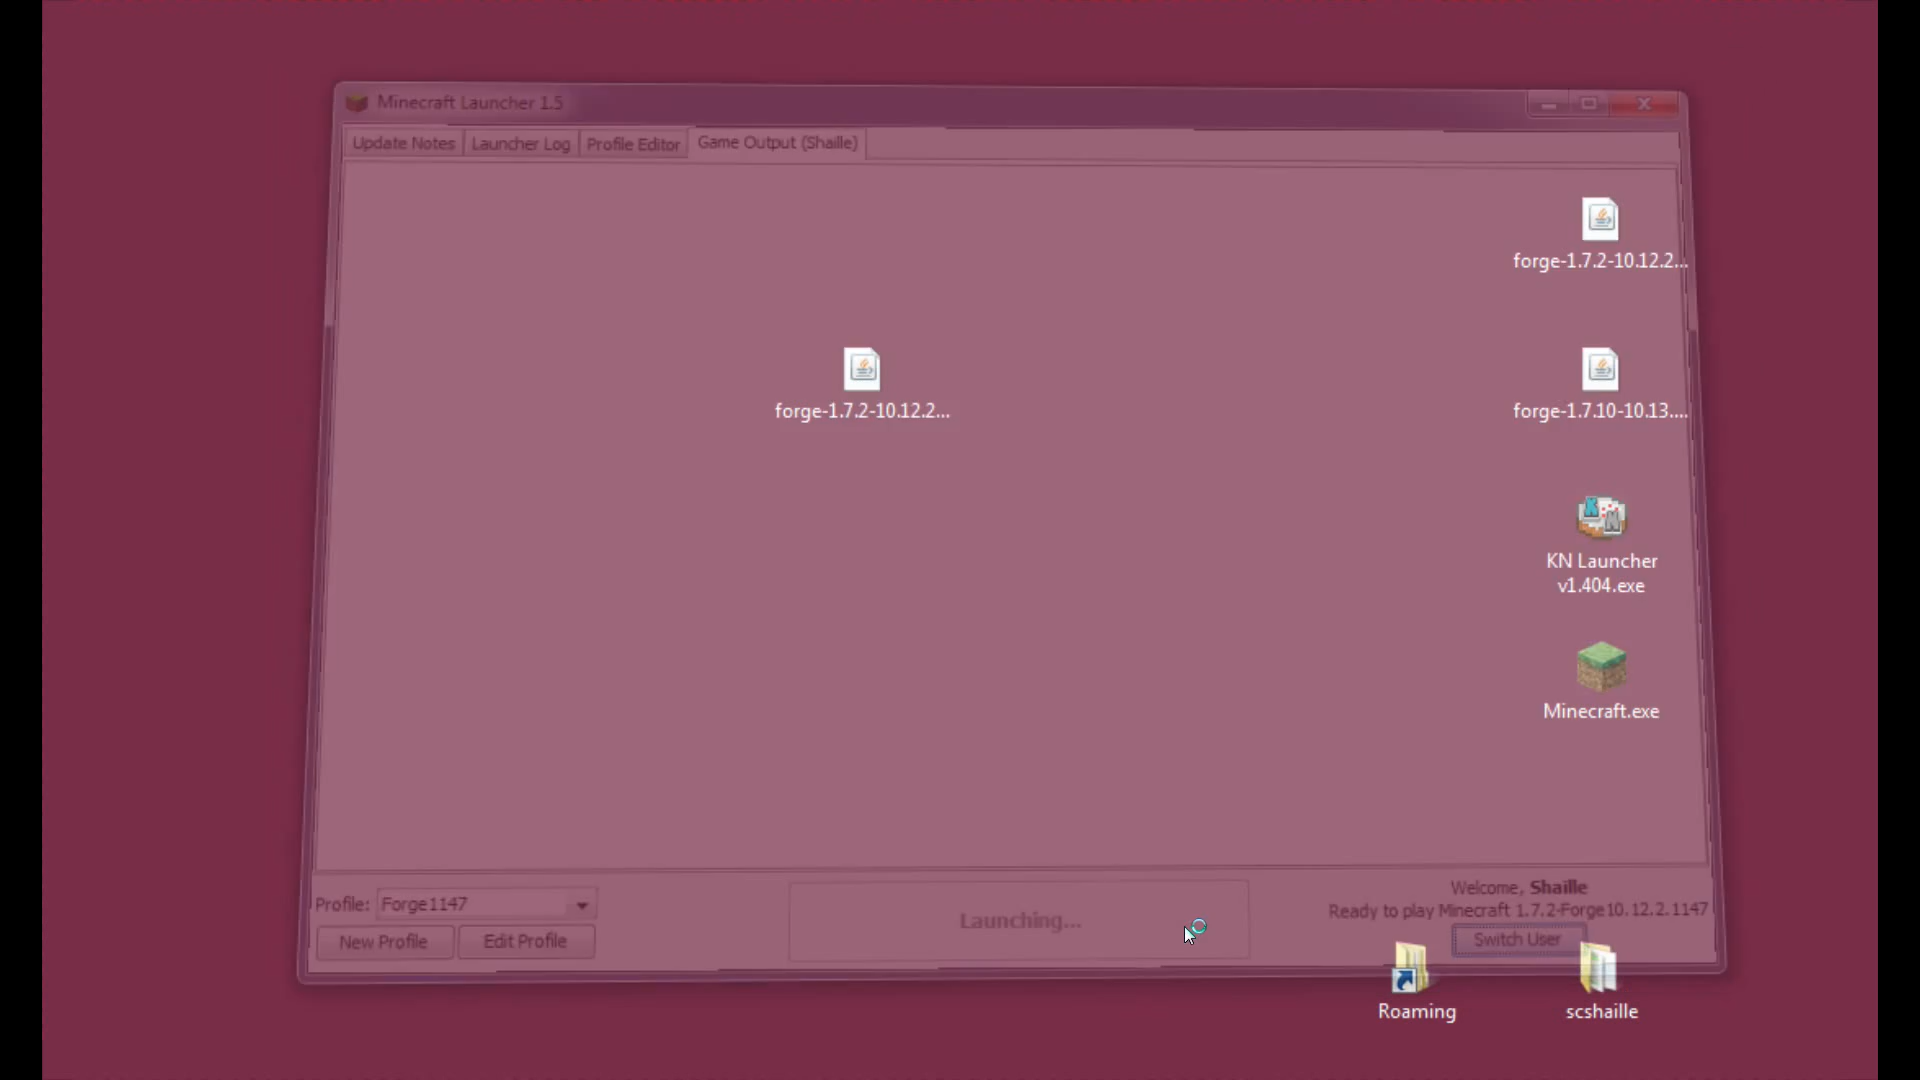 Minecraft Launcher 1.5
Update Notes
Launcher Log
Profile Editor
Game Output (Shaille)
forge-1.7.2-10.12.2...
forge-1.7.2-10.12.2...
forge-1.7.10-10.13....
KN Launcher
v1.404.exe
Minecraft.exe
Profile: Forge1147
New Profile
Edit Profile
Launching...
Welcome, Shaille
Ready to play Minecraft 1.7.2-Forge10.12.2.1147
Switch User
Roaming
scshaille